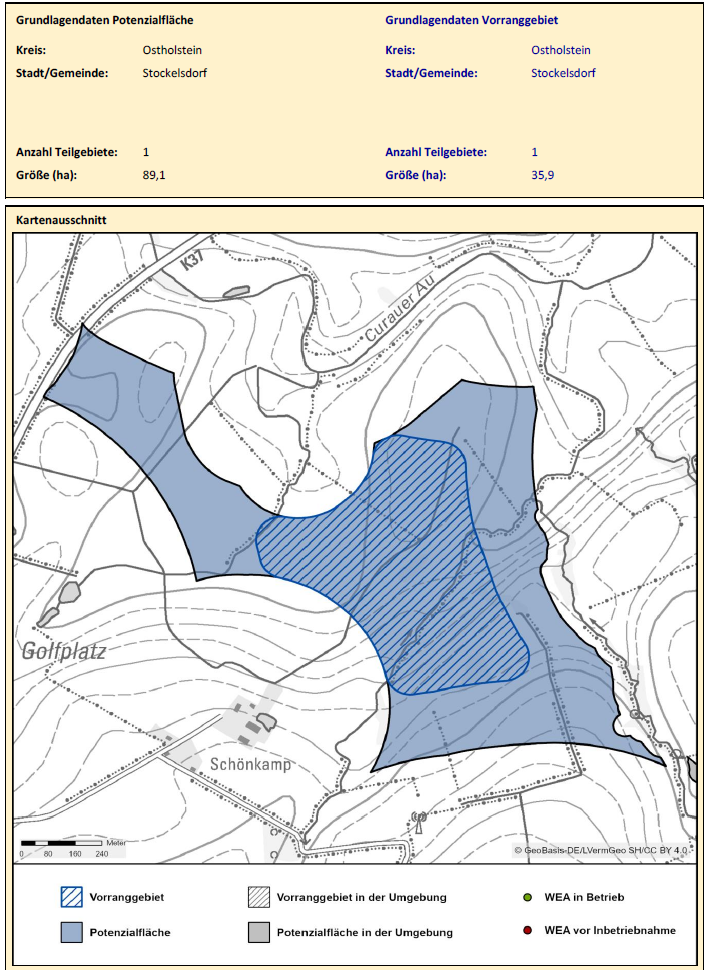 Grundlagendaten Potenzialfläche Grundlagendaten Vorranggebiet
Kreis: Ostholstein Kreis: Ostholstein
Stadt/Gemeinde: Stockelsdorf Stadt/Gemeinde: Stockelsdorf
Anzahl Teilgebiete: 1 Anzahl Teilgebiete: 1
Größe (ha): 89,1 Größe (ha): 35,9
Kartenausschnitt
K37
Curauer Au
Golfplatz
Schönkamp
Meter
0 80 160 240
© GeoBasis-DE/LVermGeo SH/CC BY 4.0
Vorranggebiet Vorranggebiet in der Umgebung WEA in Betrieb
Potenzialfläche Potenzialfläche in der Umgebung WEA vor Inbetriebnahme